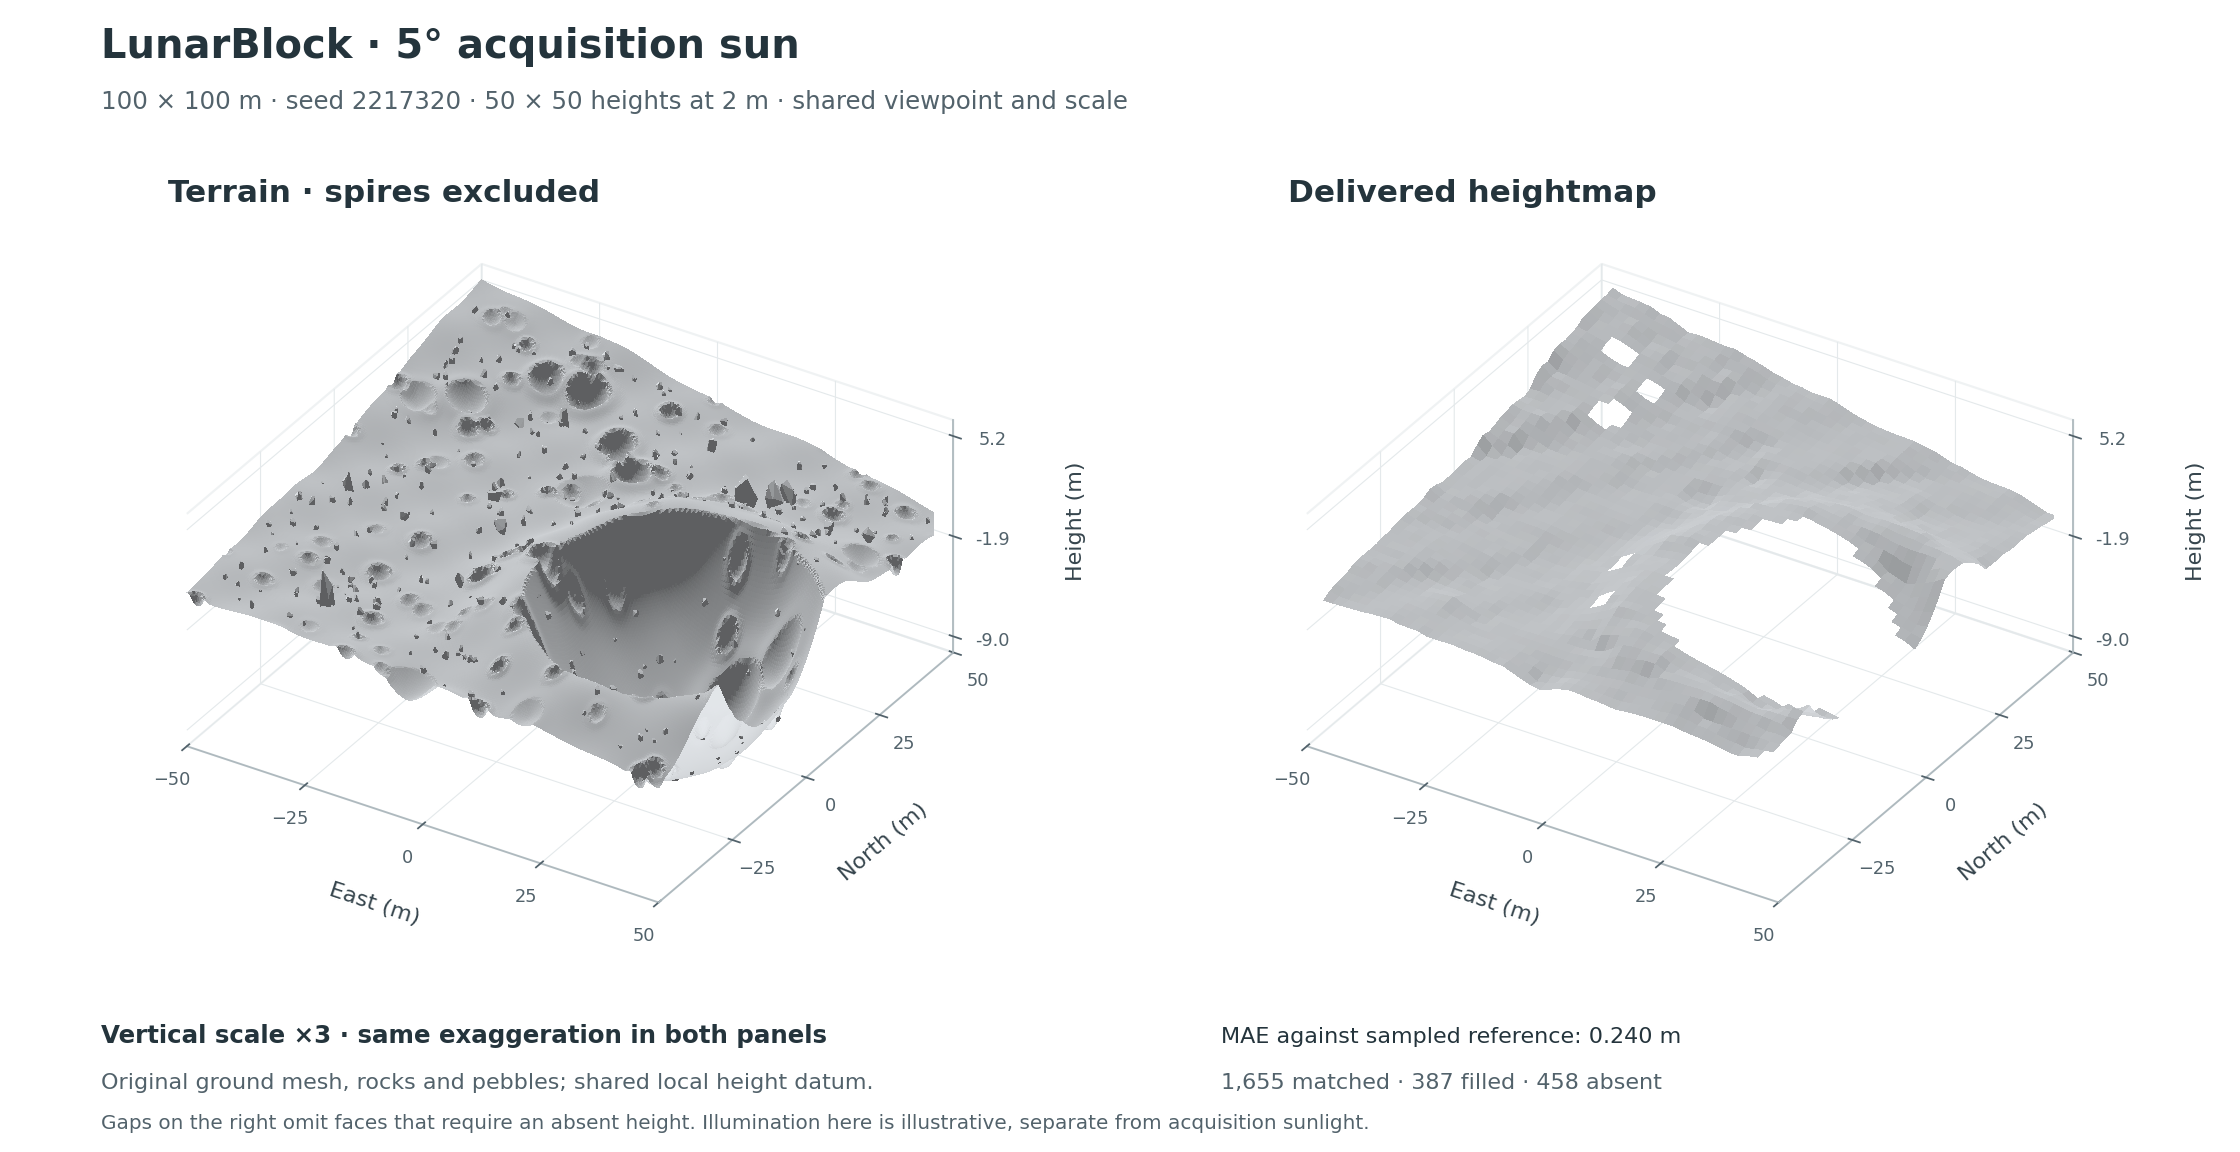 LunarBlock · 5° acquisition sun
100 × 100 m · seed 2217320 · 50 × 50 heights at 2 m · shared viewpoint and scale
Terrain · spires excluded
5.2
-1.9
-9.0
Height (m)
50
25
0
−25
North (m)
−50
−25
0
25
50
East (m)
Delivered heightmap
5.2
-1.9
-9.0
Height (m)
50
25
0
−25
North (m)
−50
−25
0
25
50
East (m)
Vertical scale ×3 · same exaggeration in both panels
Original ground mesh, rocks and pebbles; shared local height datum.
MAE against sampled reference: 0.240 m
1,655 matched · 387 filled · 458 absent
Gaps on the right omit faces that require an absent height. Illumination here is illustrative, separate from acquisition sunlight.